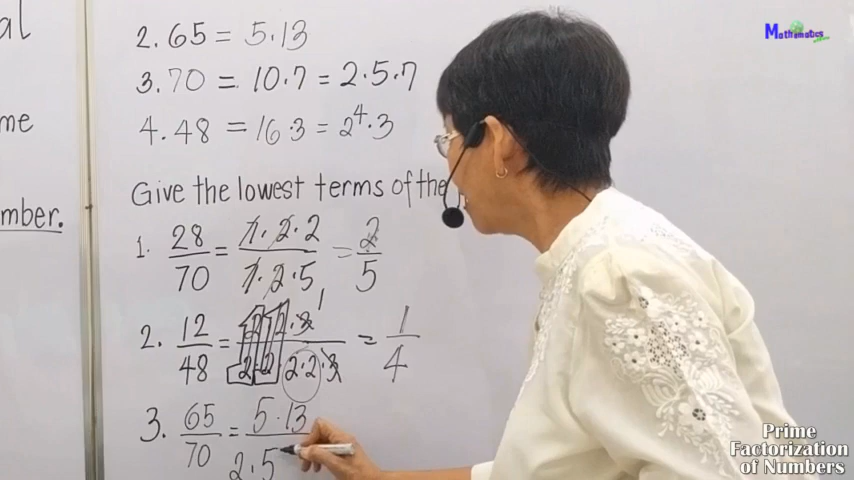 al
me
mber.
2. 65 = 5·13
3. 70 = 10·7 = 2·5·7
4. 48 = 16·3 = 2⁴·3
Give the lowest terms of the
1. 28/70 = 7·2·2/7·2·5 = 2/5
2. 12/48 = 2·2·3/2·2·2·2·3 1 = 1/4
3. 65/70 = 5·13/2·5
Mathematics
Prime
Factorization
of Numbers